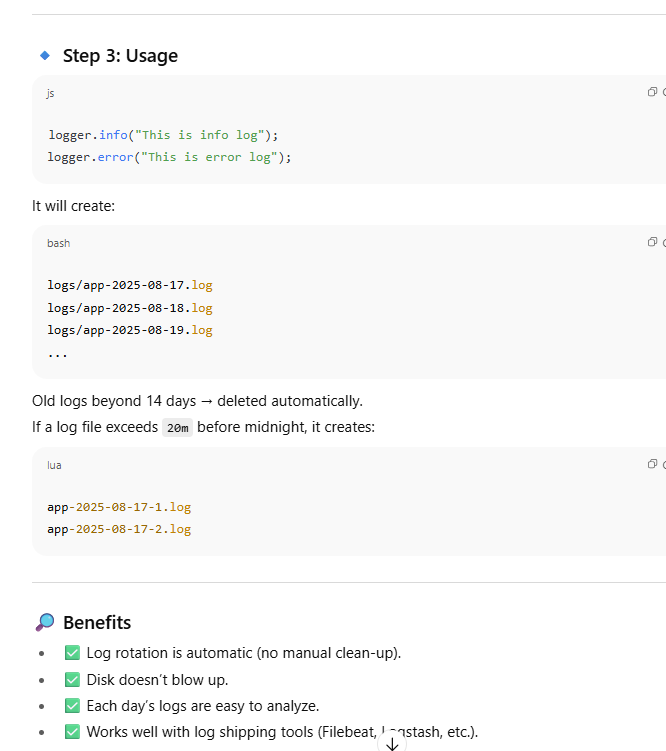 🔹 Step 3: Usage
js
logger.info("This is info log");
logger.error("This is error log");
It will create:
bash
logs/app-2025-08-17.log
logs/app-2025-08-18.log
logs/app-2025-08-19.log
...
Old logs beyond 14 days → deleted automatically.
If a log file exceeds 20m before midnight, it creates:
lua
app-2025-08-17-1.log
app-2025-08-17-2.log
🔎 Benefits
• ✅ Log rotation is automatic (no manual clean-up).
• ✅ Disk doesn’t blow up.
• ✅ Each day’s logs are easy to analyze.
• ✅ Works well with log shipping tools (Filebeat, Logstash, etc.).